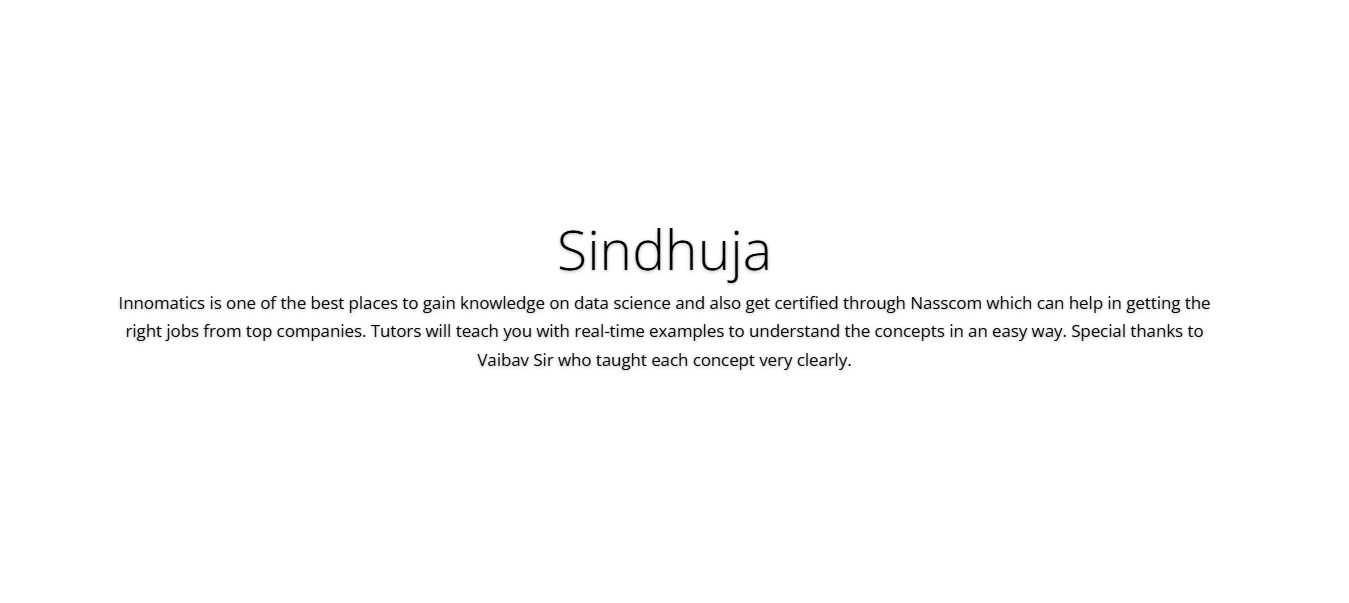 Sindhuja
Innomatics is one of the best places to gain knowledge on data science and also get certified through Nasscom which can help in getting the
right jobs from top companies. Tutors will teach you with real-time examples to understand the concepts in an easy way. Special thanks to
Vaibav Sir who taught each concept very clearly.